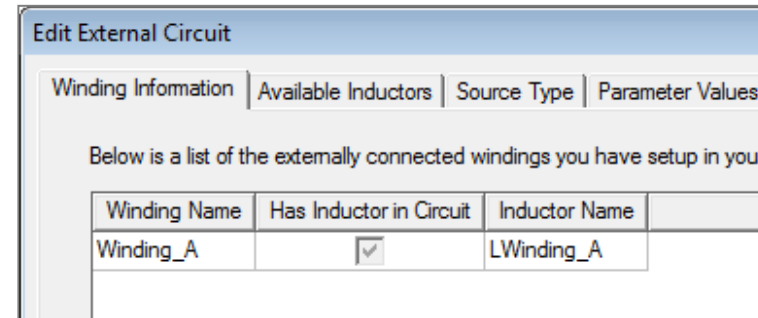 Edit External Circuit
Winding Information Available Inductors Source Type Parameter Values
Below is a list of the externally connected windings you have setup in you
Winding Name Has Inductor in Circuit Inductor Name
Winding_A LWinding_A